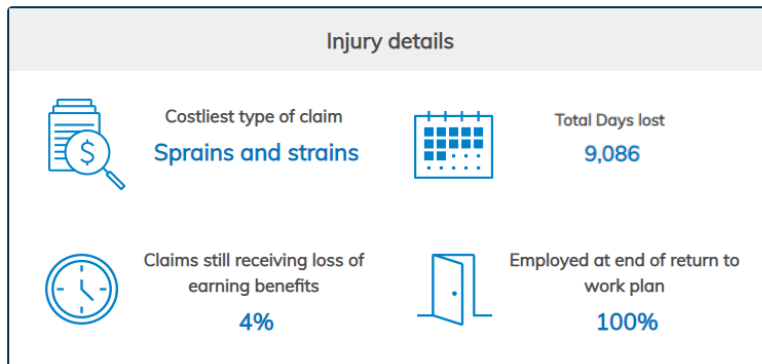 Injury details
Costliest type of claim
Sprains and strains
Total Days lost
9,086
Claims still receiving loss of
earning benefits
4%
Employed at end of return to
work plan
100%